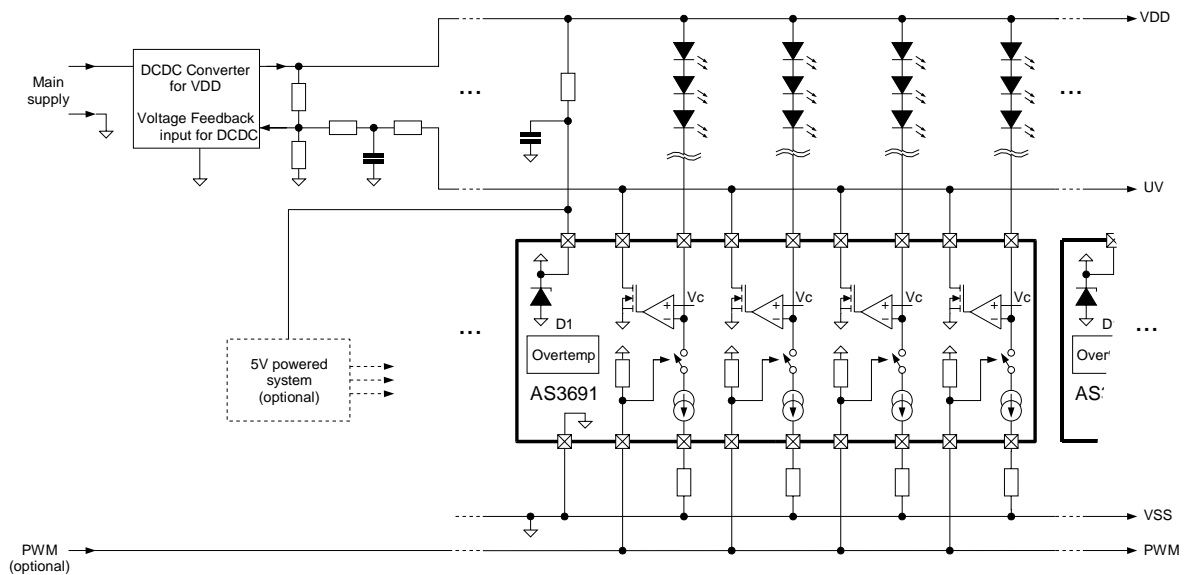 VDD
DCDC Converter
for VDD
Main
supply
...
...
Voltage Feedback
input for DCDC
UV
Vc
Vc
Vc
Vc
+
−
+
−
+
−
+
−
D1
...
...
Overtemp
5V powered
system
(optional)
AS3691
VSS
PWM
(optional)
PWM